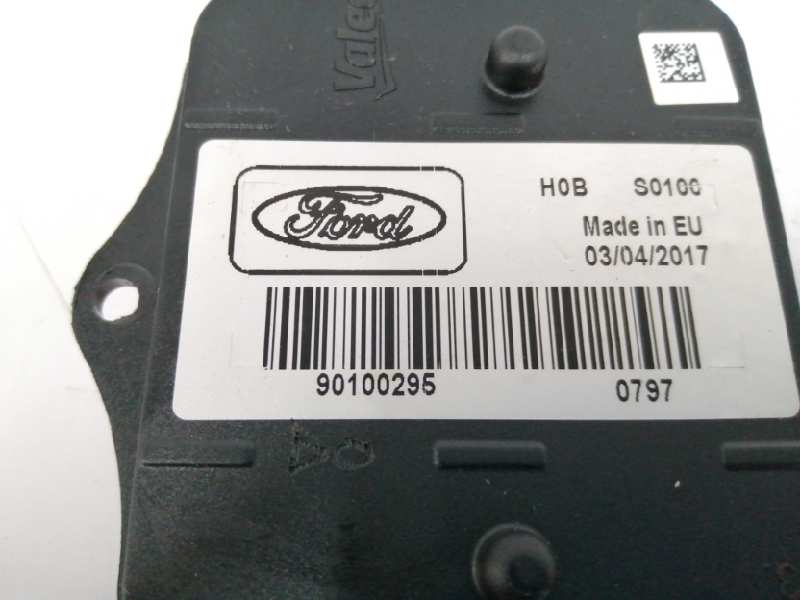 Valeo
Ford
H0B S0100
Made in EU
03/04/2017
90100295 0797